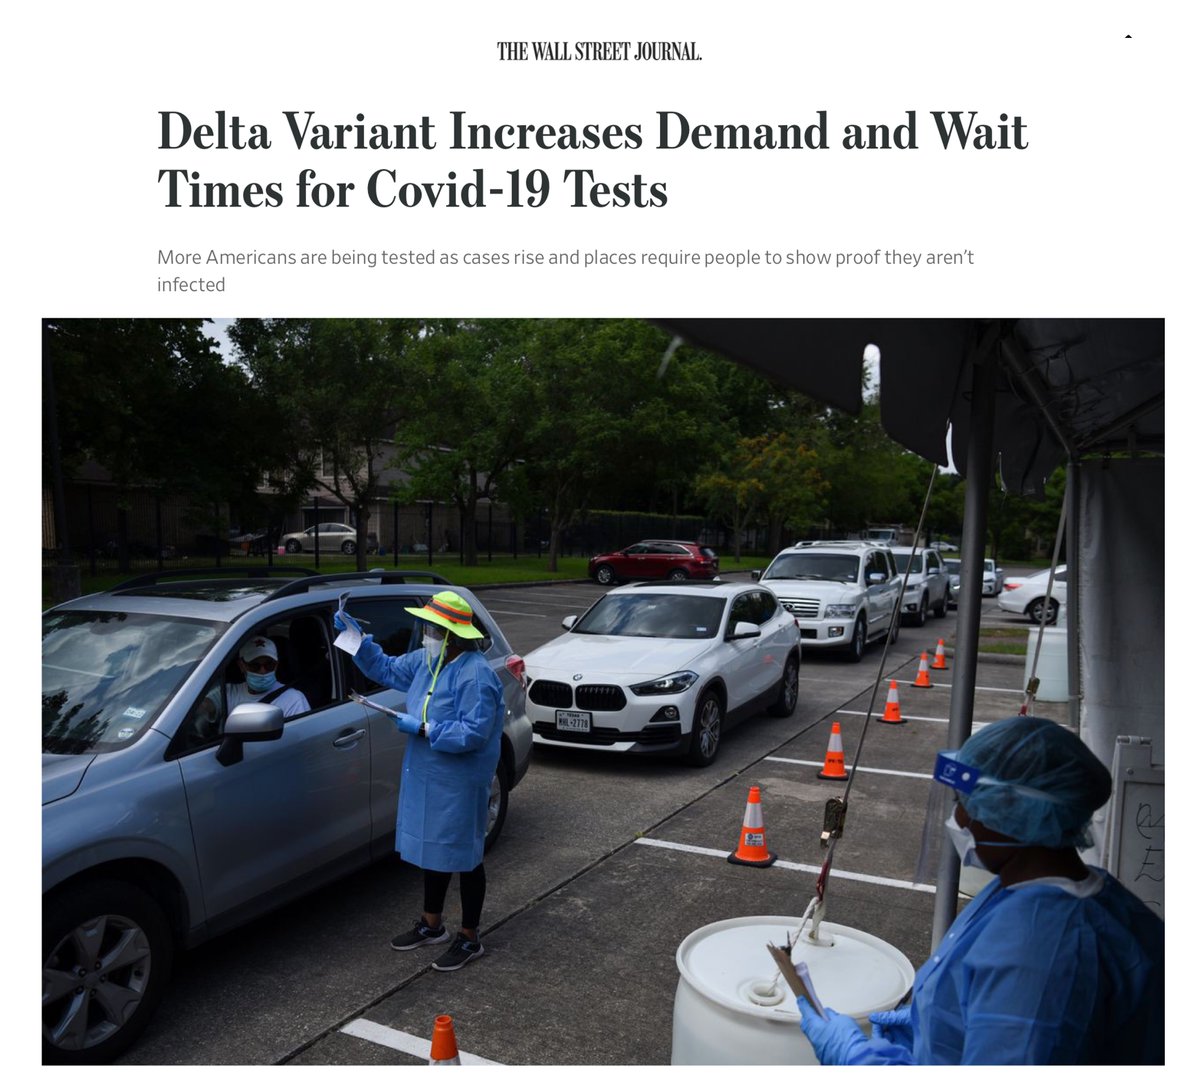 THE WALL STREET JOURNAL.
Delta Variant Increases Demand and Wait
Times for Covid-19 Tests
More Americans are being tested as cases rise and places require people to show proof they aren’t
infected
TEXAS